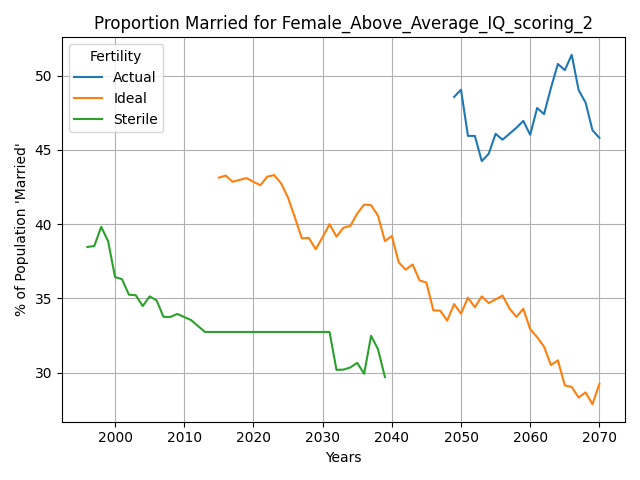 Proportion Married for Female_Above_Average_IQ_scoring_2
% of Population 'Married'
Fertility
Actual
Ideal
Sterile
50
45
40
35
30
2000 2010 2020 2030 2040 2050 2060 2070
Years